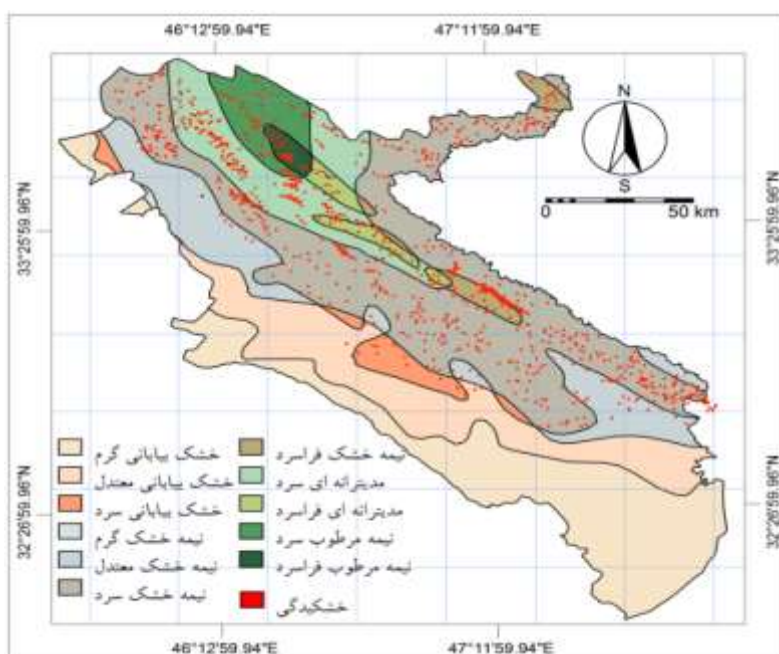 46°12'59.94"E 47°11'59.94"E
N
S
0 50 km
33°25'59.96"N
33°25'59.96"N
32°26'59.96"N
32°26'59.96"N
نیمه خشک فراسرد
مدیترانه ای سرد
مدیترانه ای فراسرد
نیمه مرطوب سرد
نیمه مرطوب فراسرد
خشکیدگی
خشک بیابانی گرم
خشک بیابانی معتدل
خشک بیابانی سرد
نیمه خشک گرم
نیمه خشک معتدل
نیمه خشک سرد
46°12'59.94"E 47°11'59.94"E